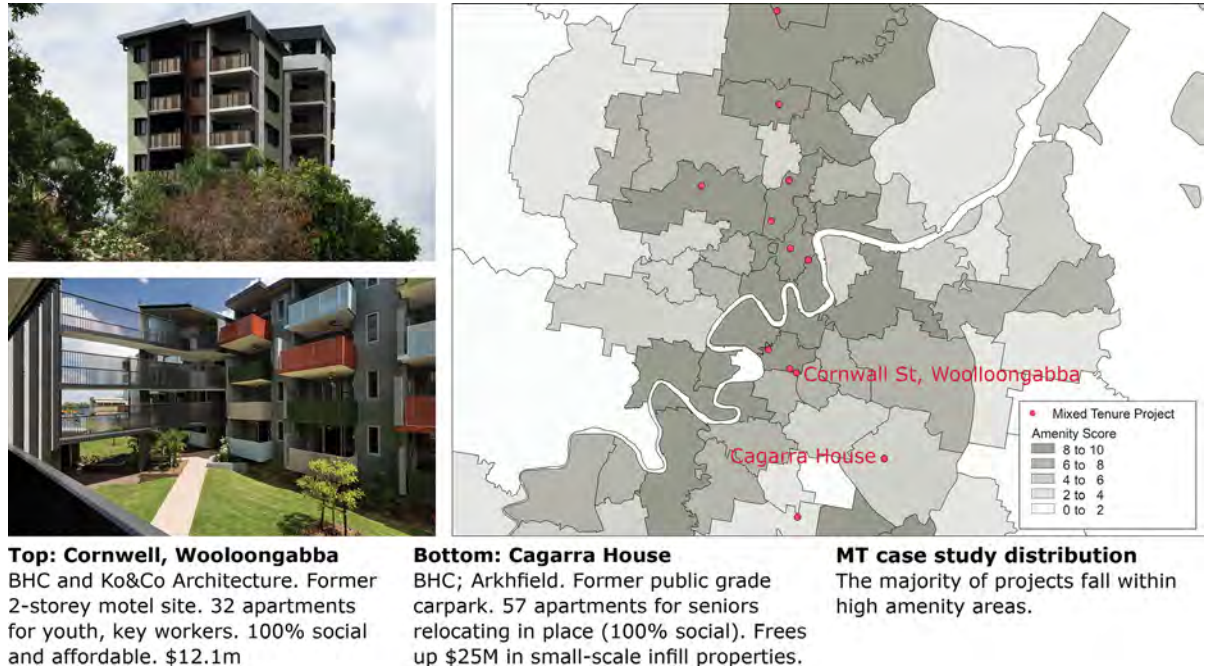 Cornwall St, Woolloongabba
Cagarra House
Mixed Tenure Project
Amenity Score
8 to 10
6 to 8
4 to 6
2 to 4
0 to 2
Top: Cornwell, Wooloongabba
BHC and Ko&Co Architecture. Former
2-storey motel site. 32 apartments
for youth, key workers. 100% social
and affordable. $12.1m
Bottom: Cagarra House
BHC; Arkhfield. Former public grade
carpark. 57 apartments for seniors
relocating in place (100% social). Frees
up $25M in small-scale infill properties.
MT case study distribution
The majority of projects fall within
high amenity areas.